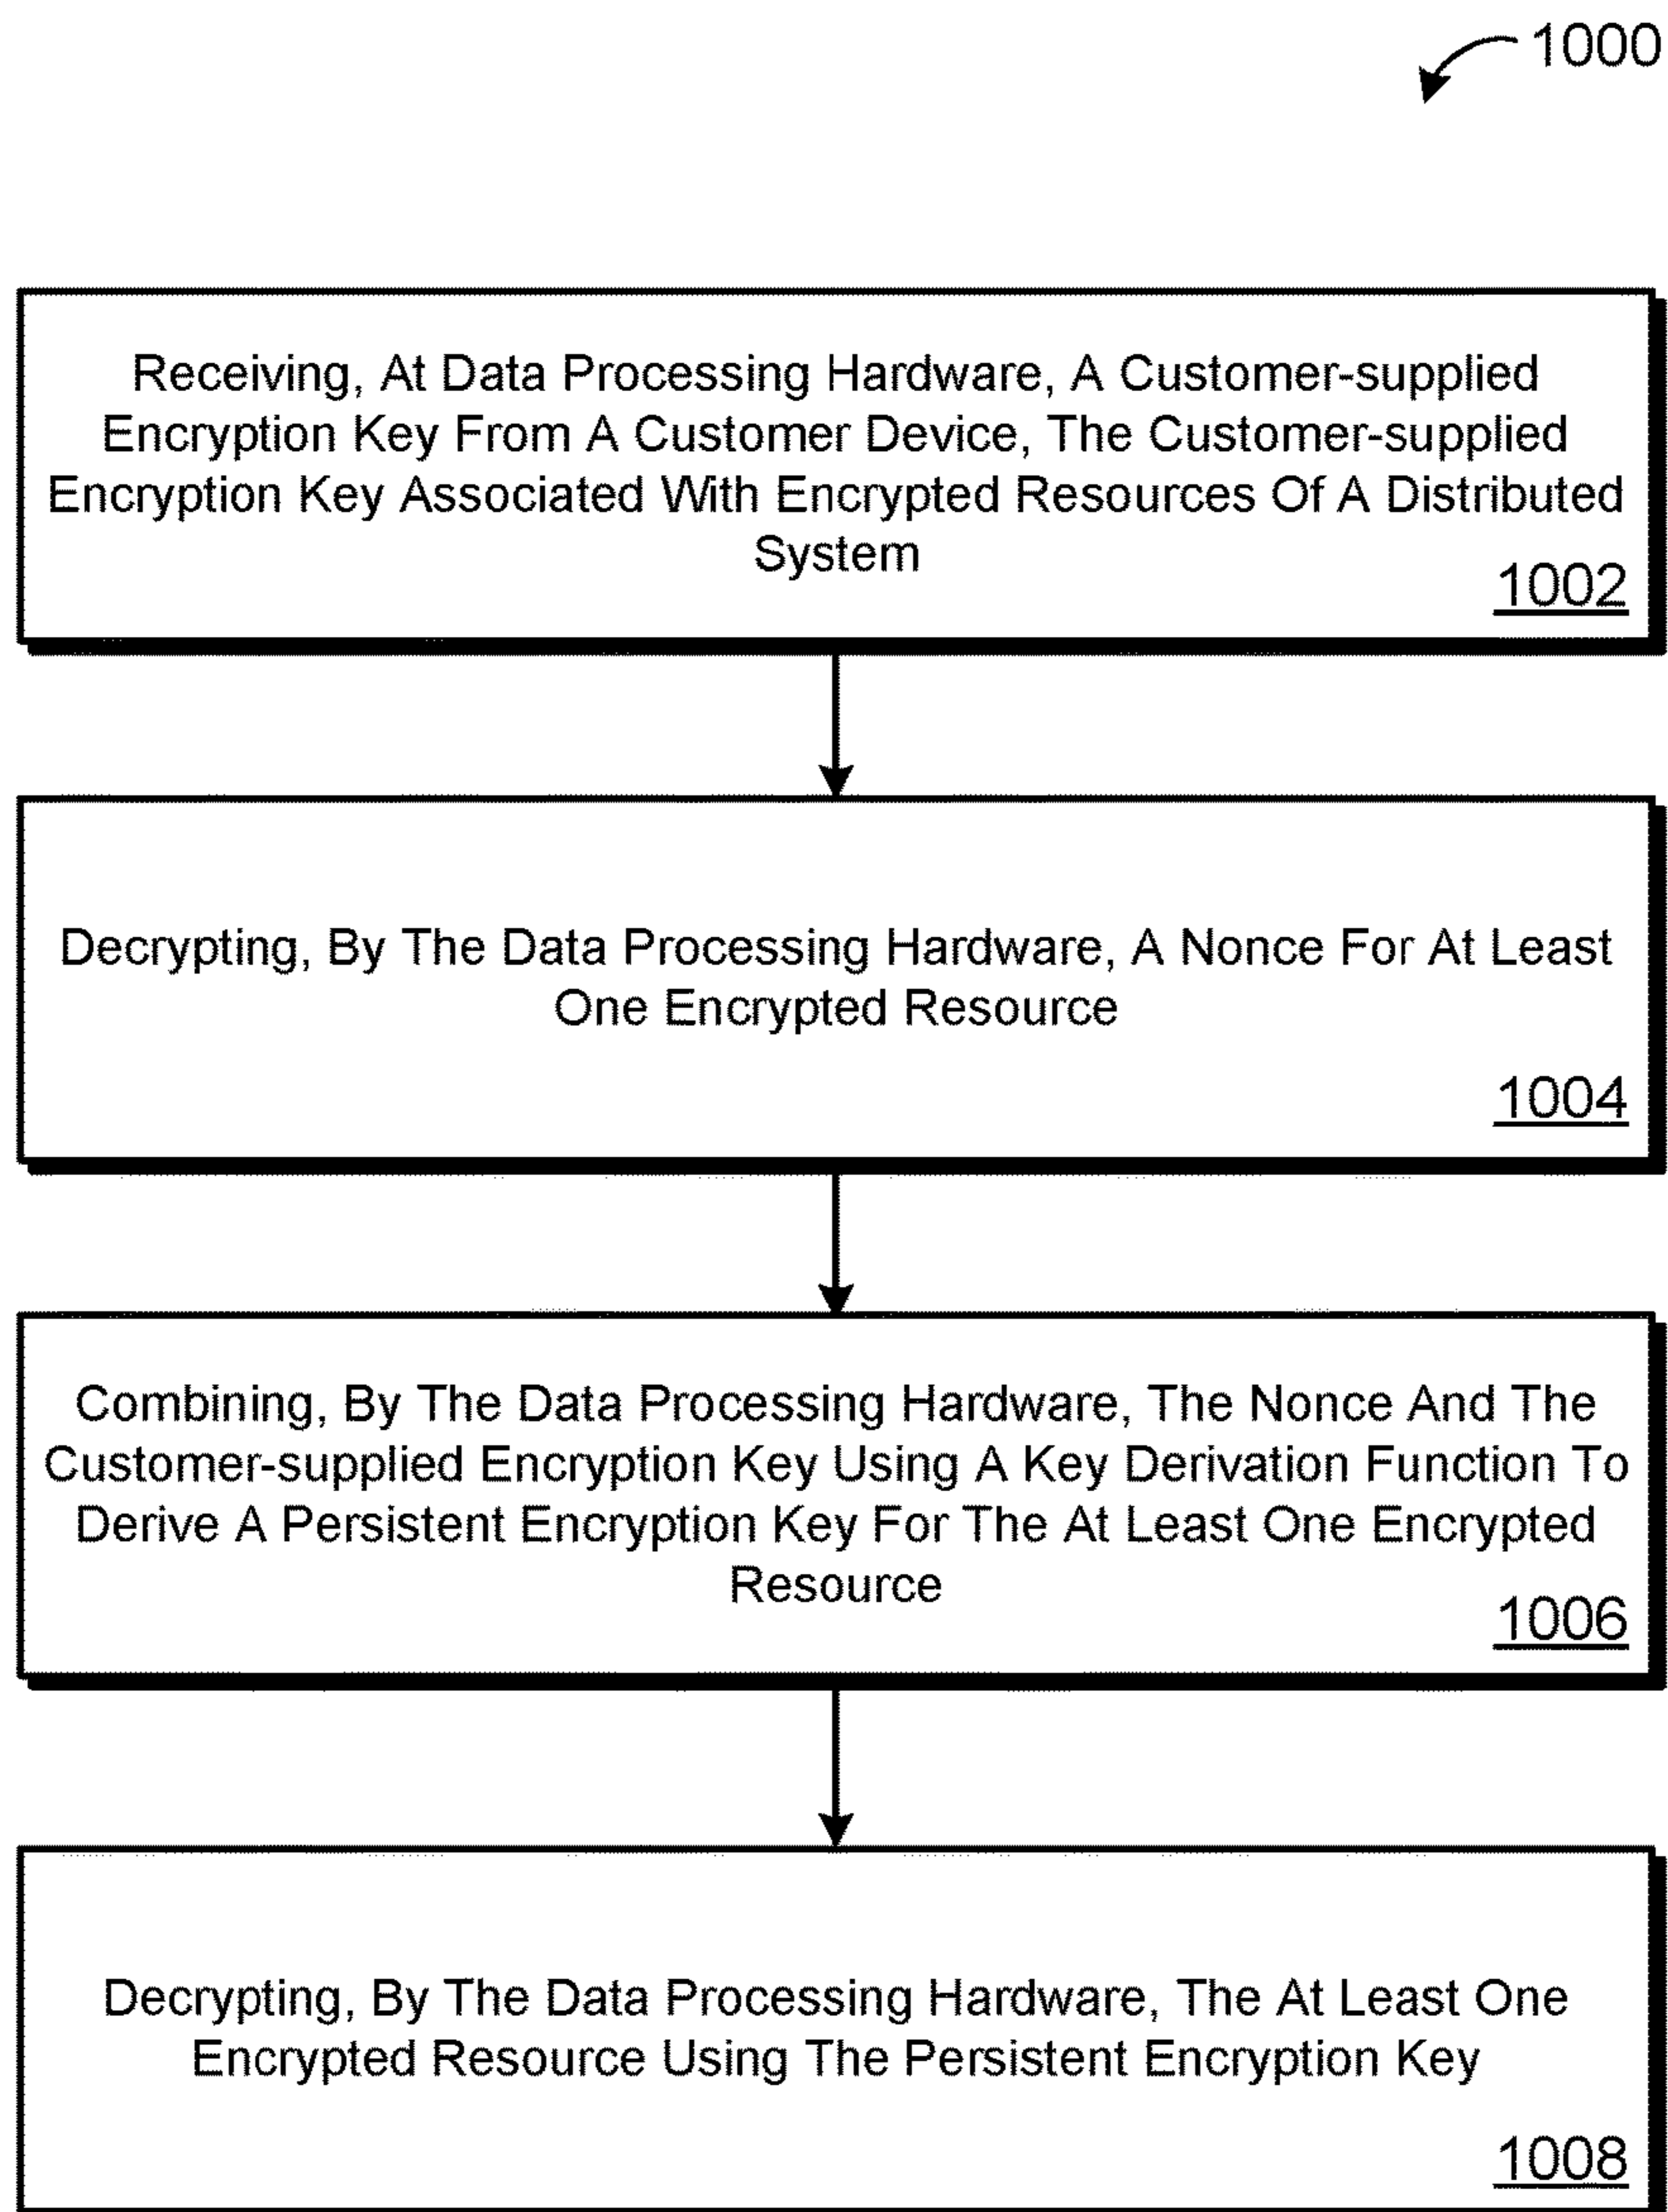 1000
Receiving, At Data Processing Hardware, A Customer-supplied
Encryption Key From A Customer Device, The Customer-supplied
Encryption Key Associated With Encrypted Resources Of A Distributed
System
1002
Decrypting, By The Data Processing Hardware, A Nonce For At Least
One Encrypted Resource
1004
Combining, By The Data Processing Hardware, The Nonce And The
Customer-supplied Encryption Key Using A Key Derivation Function To
Derive A Persistent Encryption Key For The At Least One Encrypted
Resource
1006
Decrypting, By The Data Processing Hardware, The At Least One
Encrypted Resource Using The Persistent Encryption Key
1008